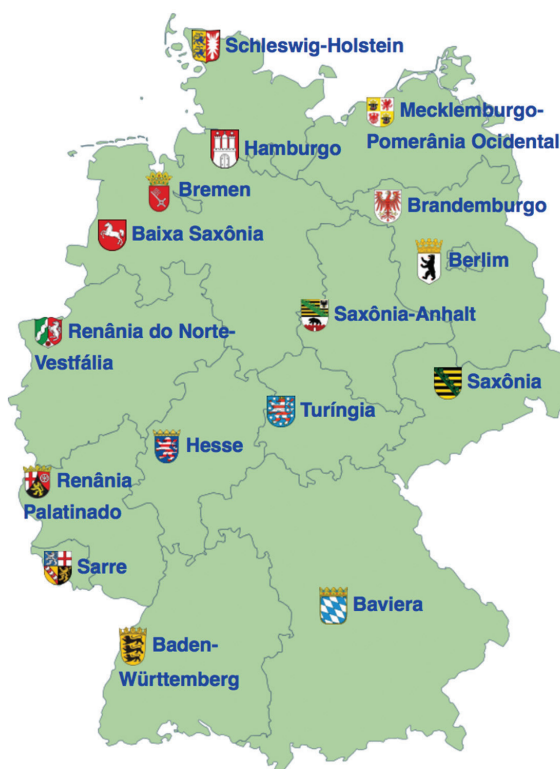 Schleswig-Holstein
Mecklemburgo-
Pomerânia Ocidental
Hamburgo
Bremen
Brandemburgo
Baixa Saxônia
Berlim
Saxônia-Anhalt
Renânia do Norte-
Vestfália
Saxônia
Turíngia
Hesse
Renânia
Palatinado
Sarre
Baviera
Baden-
Württemberg